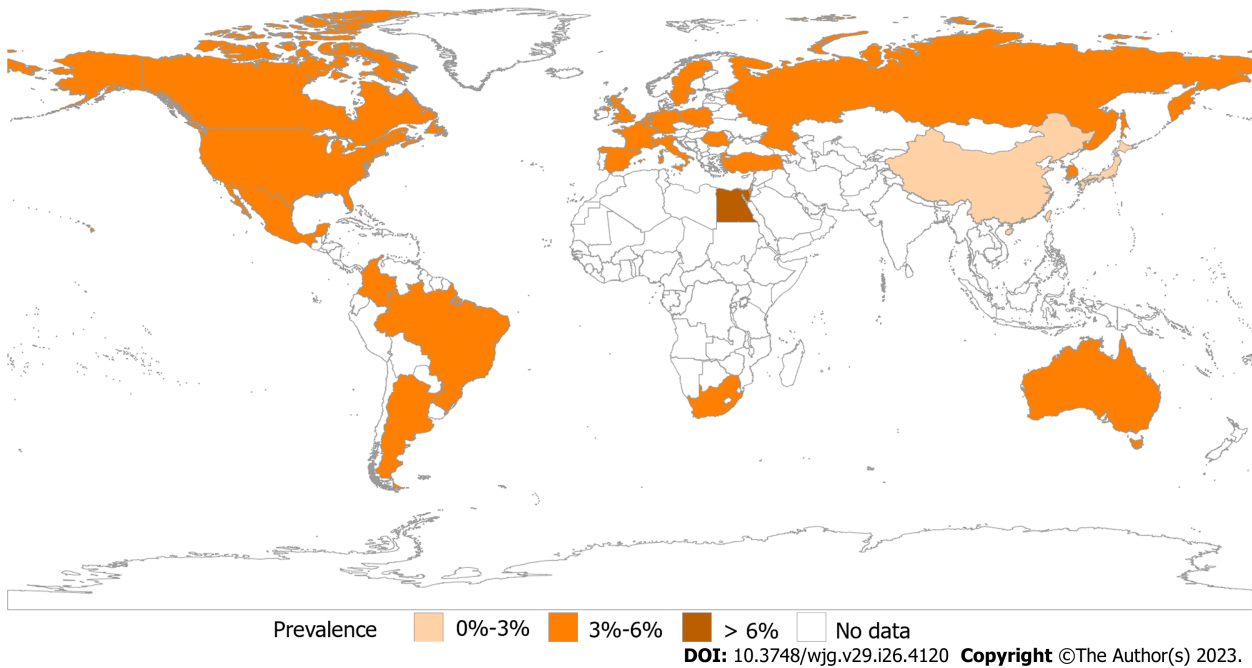 Prevalence 0%-3% 3%-6% > 6% No data
DOI: 10.3748/wjg.v29.i26.4120 Copyright ©The Author(s) 2023.